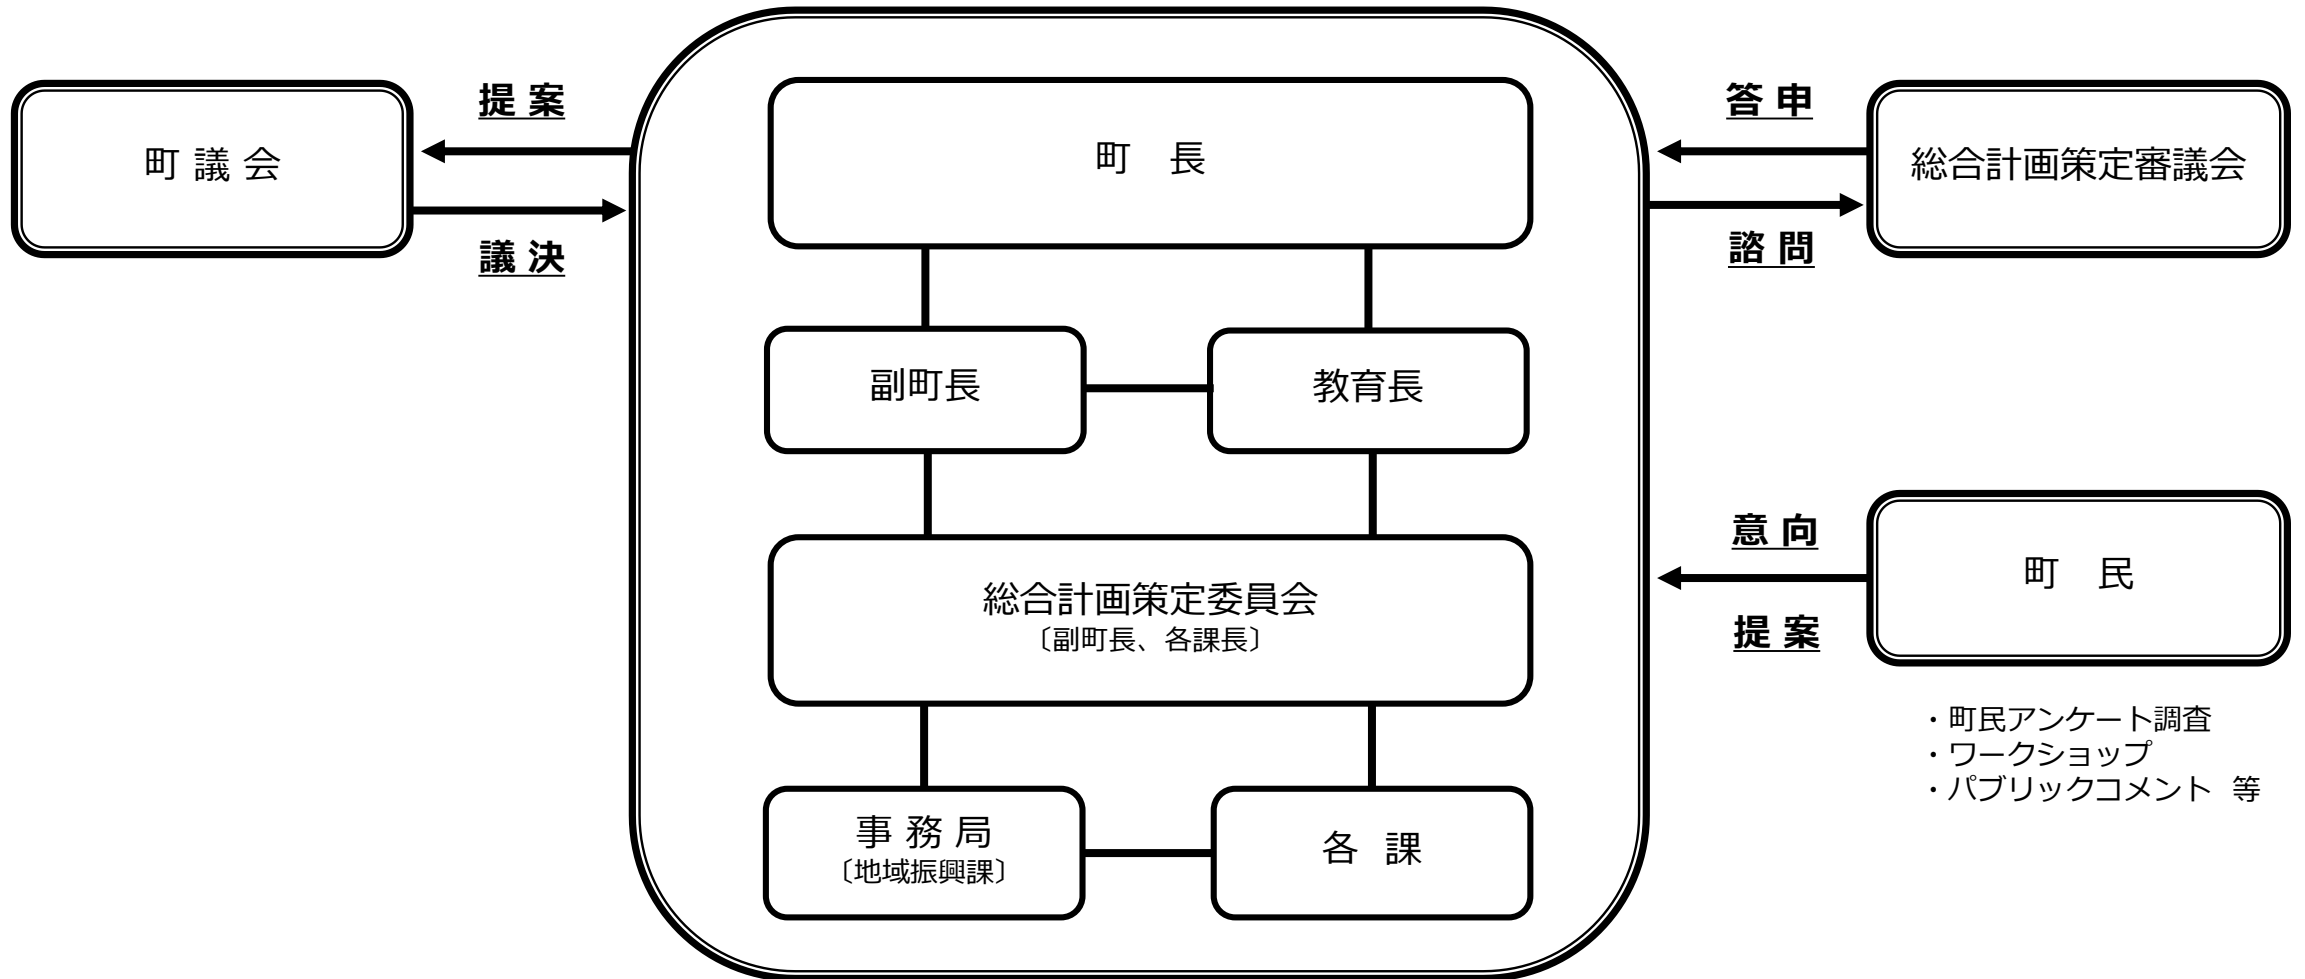 提 案
町 議 会
議 決
町　長
副町長
教育長
総合計画策定委員会
〔副町長、各課長〕
事 務 局
〔地域振興課〕
各 課
答 申
総合計画策定審議会
諮 問
意 向
町　民
提 案
・町民アンケート調査
・ワークショップ
・パブリックコメント 等